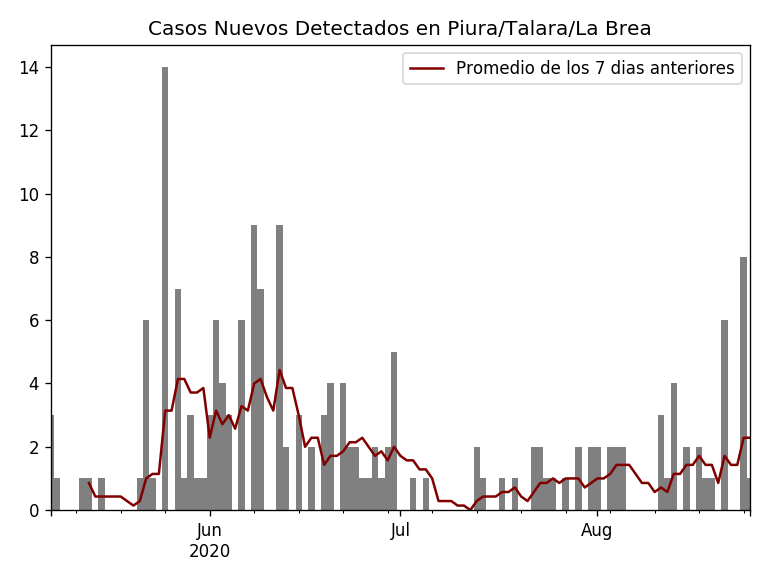 Casos Nuevos Detectados en Piura/Talara/La Brea
Promedio de los 7 dias anteriores
14
12
10
8
6
4
2
0
Jun
2020
Jul
Aug